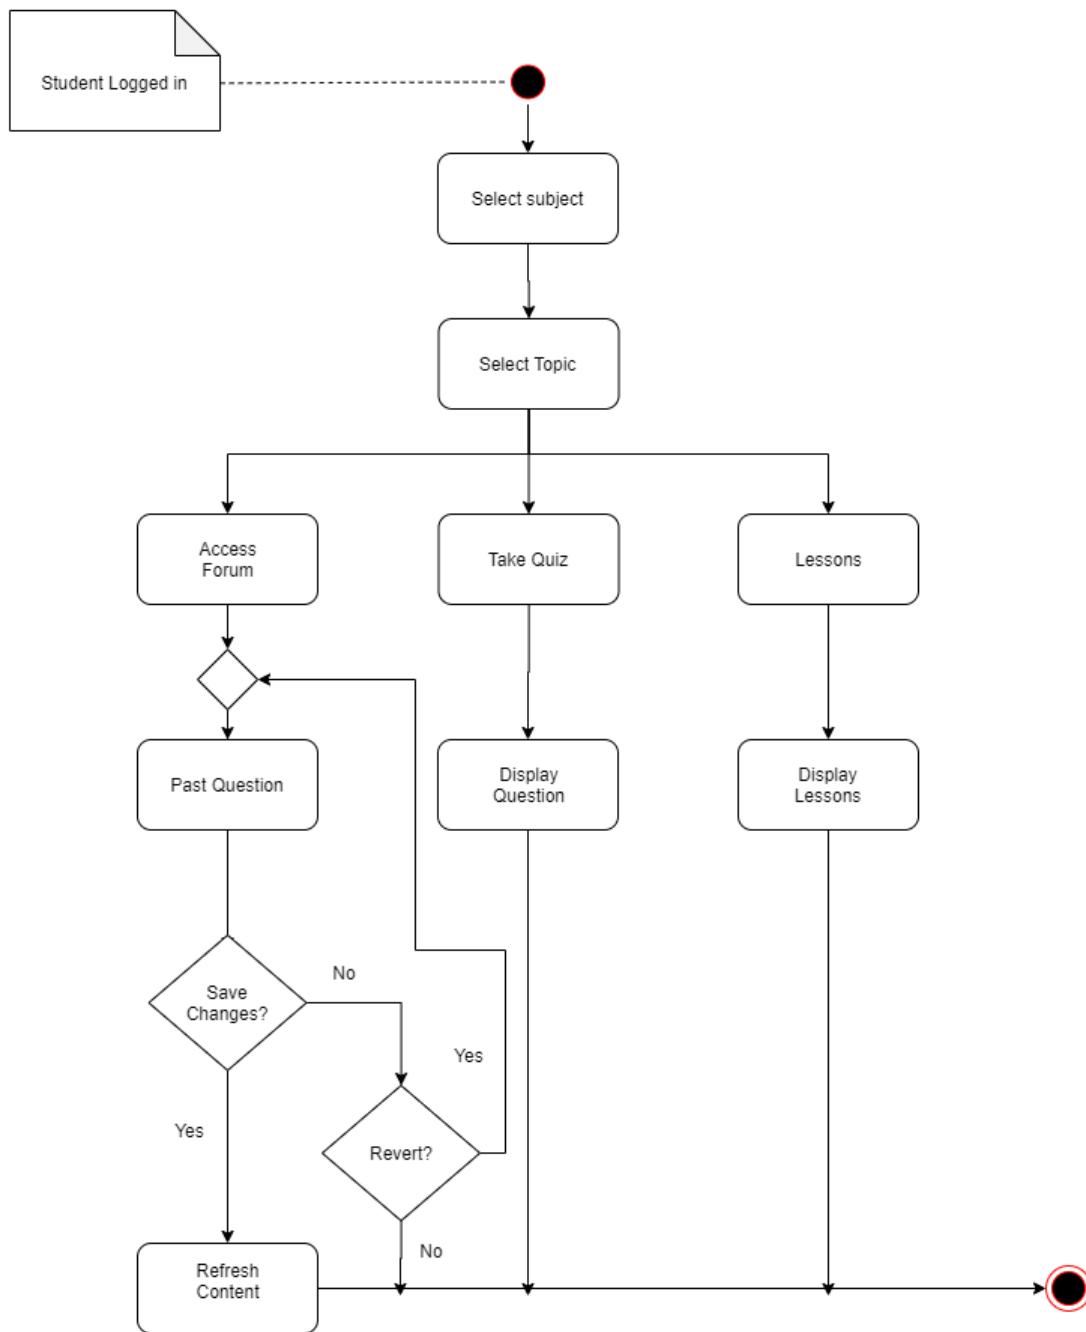 Student Logged in
Select subject
Select Topic
Access
Forum
Take Quiz
Lessons
Past Question
Display
Question
Display
Lessons
Save
Changes?
No
Yes
Yes
Revert?
No
Refresh
Content